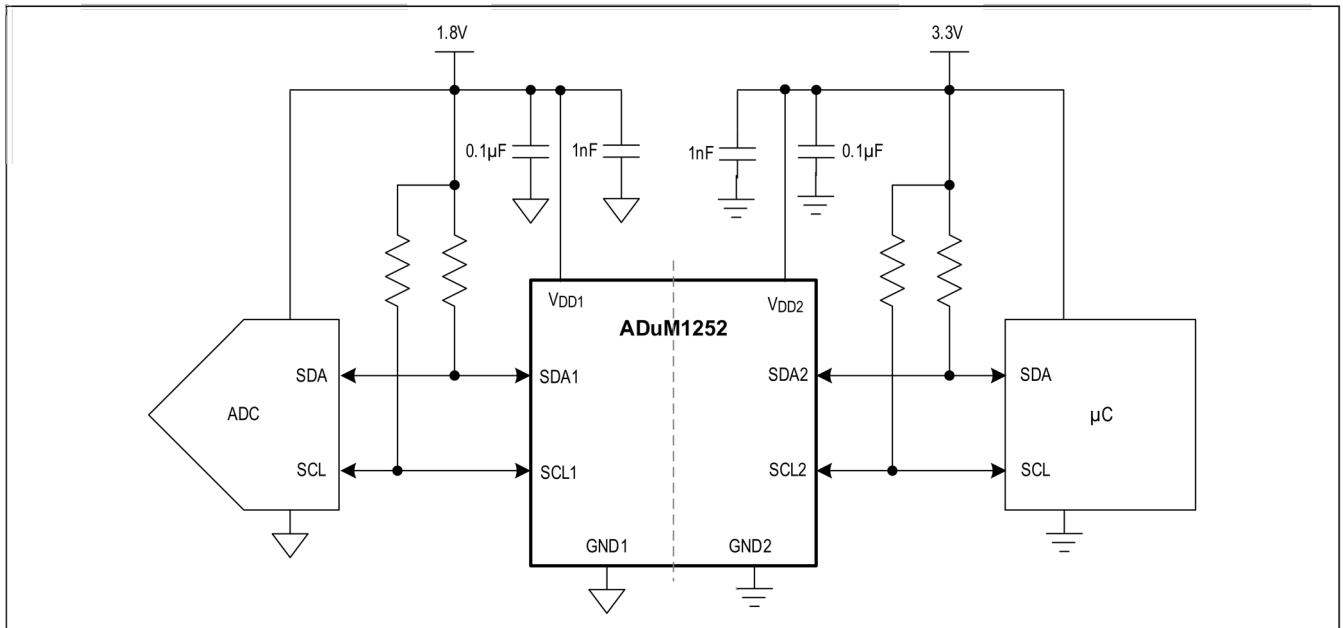 1.8V
3.3V
0.1µF
1nF
1nF
0.1µF
VDD1
VDD2
ADuM1252
SDA
SDA1
SDA2
SDA
ADC
µC
SCL
SCL1
SCL2
SCL
GND1
GND2